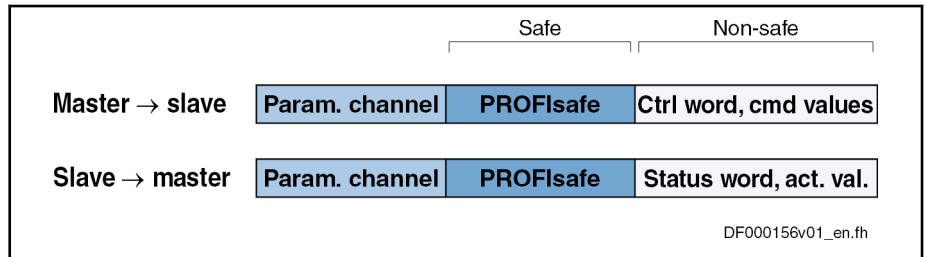 Safe Non-safe
Master → slave Param. channel PROFIsafe Ctrl word, cmd values
Slave → master Param. channel PROFIsafe Status word, act. val.
DF000156v01_en.fh